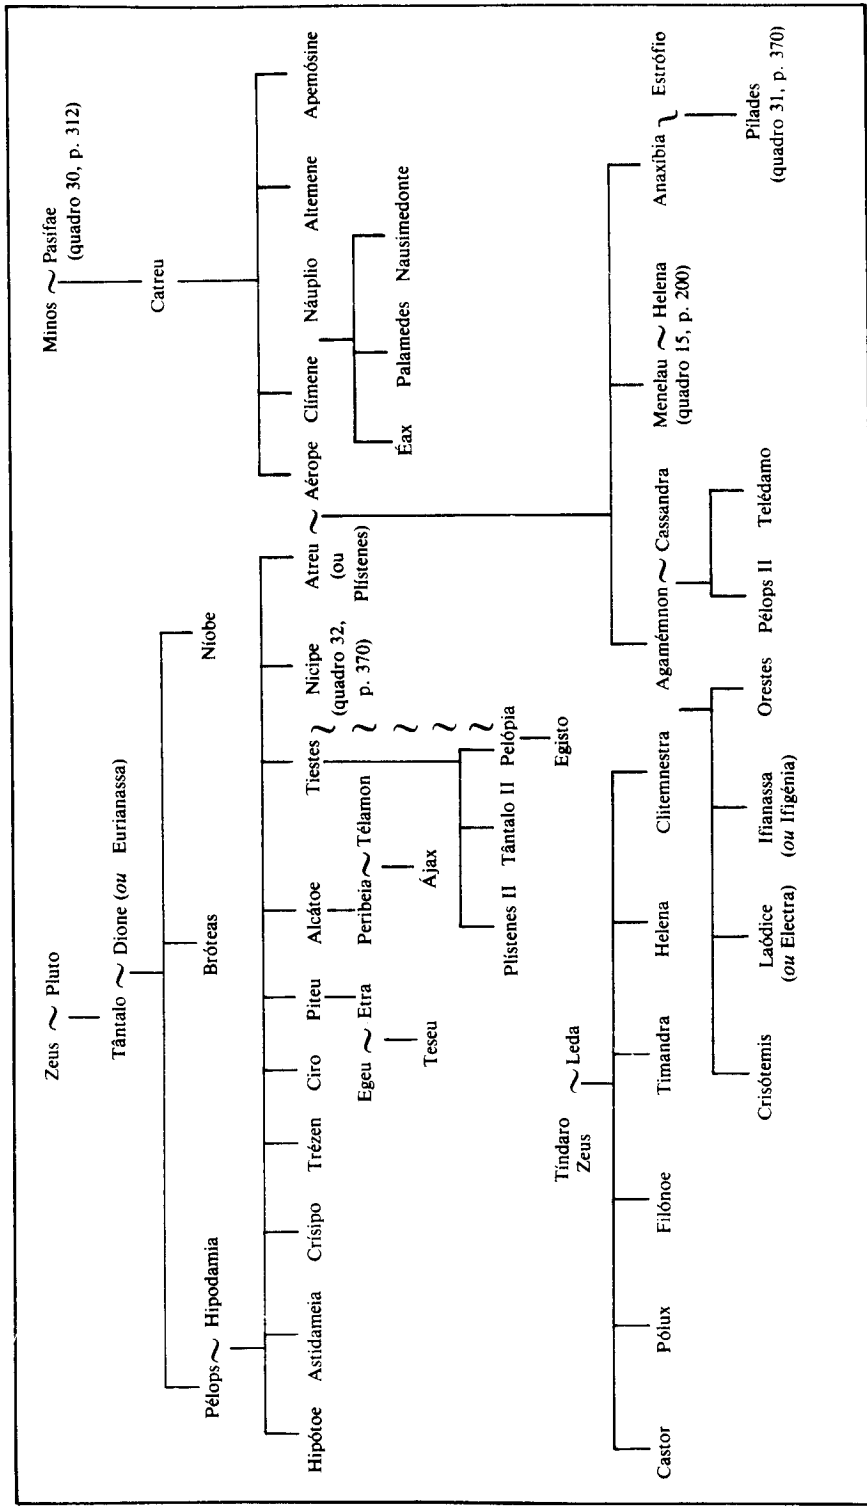 Zeus ~ Pluto
Minos ~ Pasífae
(quadro 30, p. 312)
Tântalo ~ Dione (ou Eurianassa)
Catreu
Pélops ~ Hipodamia
Bróteas
Níobe
Hipótoe Astidameia Crísipo Trézen Ciro Piteu Alcátoe Tiestes Nicipe Atreu ~ Aérope Clímene Náuplio Altemene Apemósine
(quadro 32,
p. 370)
(ou
Plístenes)
Egeu ~ Etra
Peribeia ~ Télamon
Éax Palamedes Nausimedonte
Teseu
Ájax
Plístenes II Tântalo II Pelópia
Egisto
Tíndaro
Zeus
~ Leda
Castor Pólux Filónoe Timandra Helena Clitemnestra Agamémnon ~ Cassandra Menelau ~ Helena Anaxíbia ~ Estrófio
(quadro 15, p. 200)
Crisótemis Laódice Ifianassa Orestes Pélops II Telédamo Pílades
(ou Electra) (ou Ifigénia) (quadro 31, p. 370)